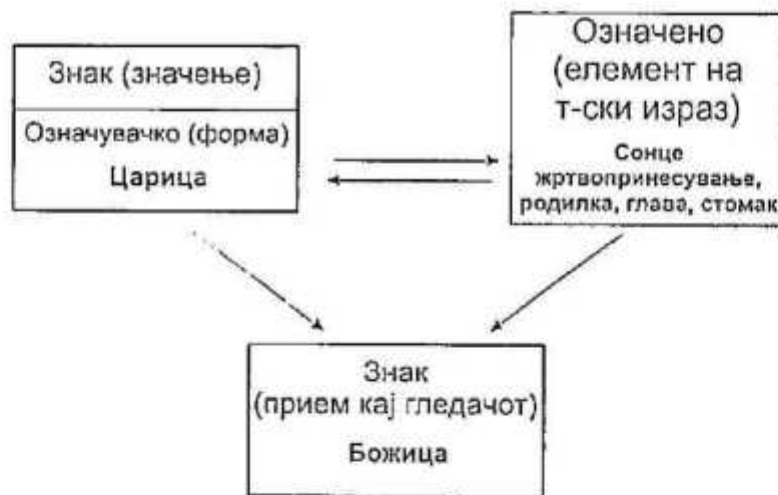 Знак (значење)
Означувачко (форма)
Царица
Означено
(елемент на
т-ски израз)
Сонце
жртвопринесување,
родилка, глава, стомак
Знак
(прием кај гледачот)
Божица